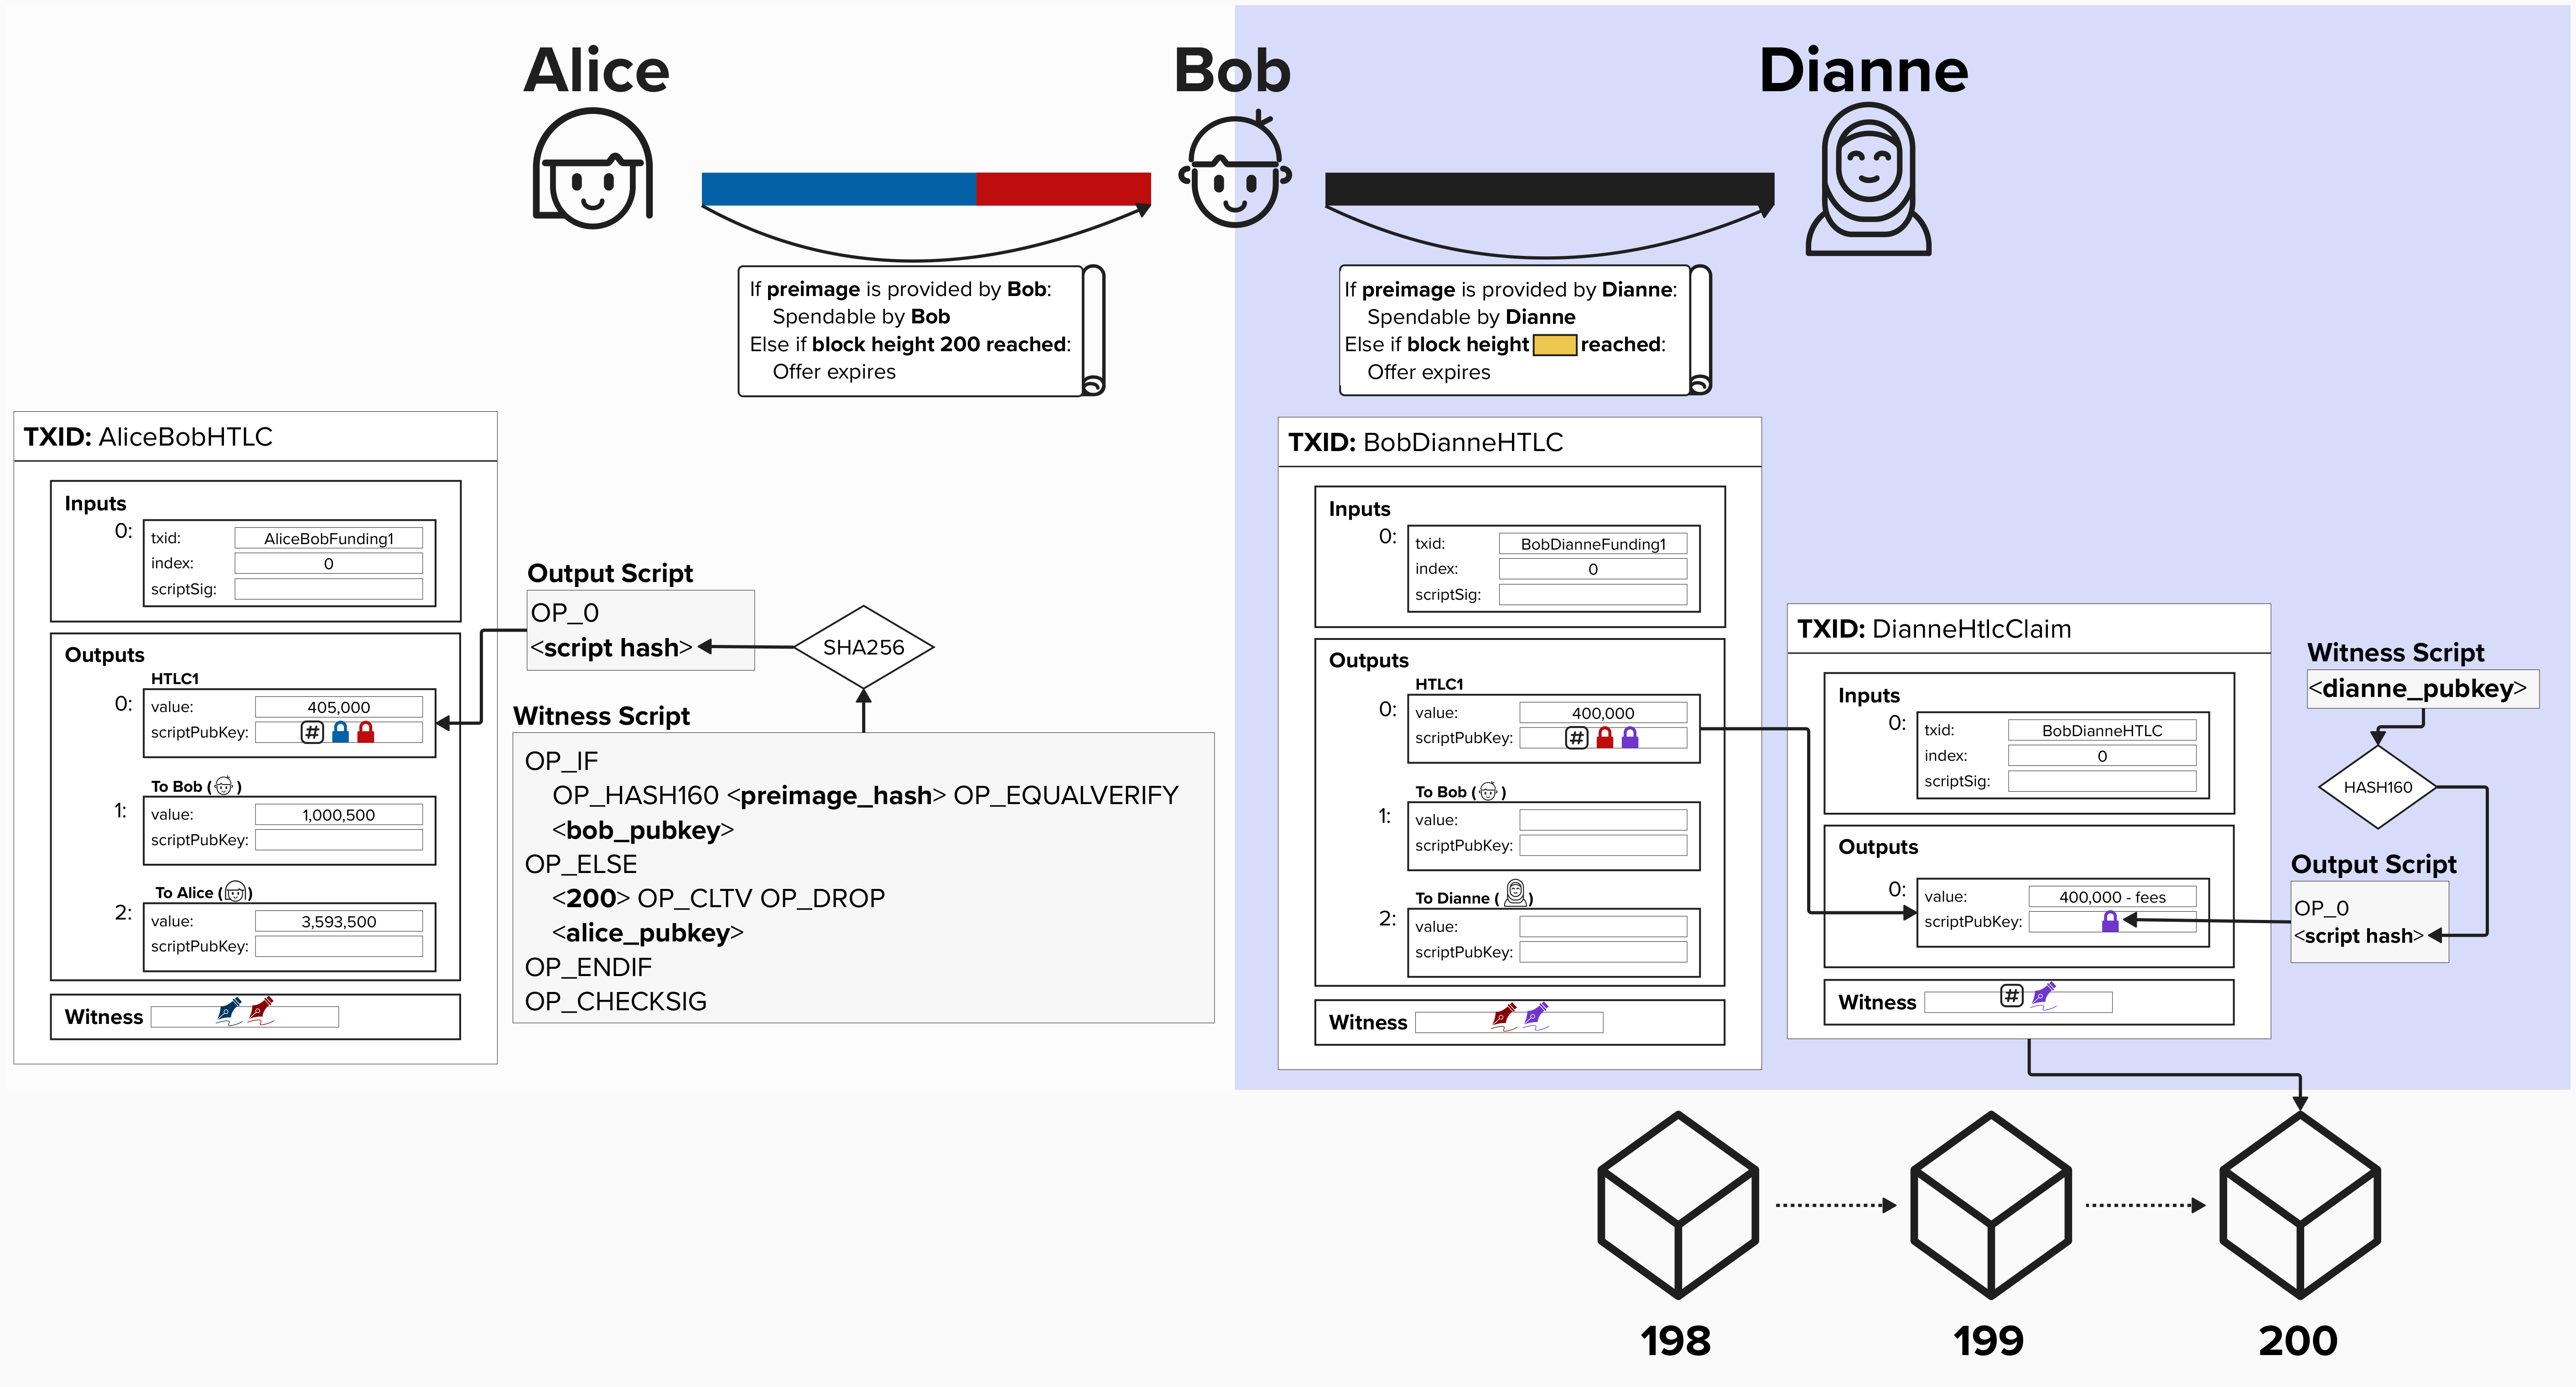 Alice
Bob
Dianne
If preimage is provided by Bob:
Spendable by Bob
Else if block height 200 reached:
Offer expires
If preimage is provided by Dianne:
Spendable by Dianne
Else if block height reached:
Offer expires
TXID: AliceBobHTLC
Inputs
0:
txid: AliceBobFunding1
index: 0
scriptSig:
Outputs
HTLC1
0:
value: 405,000
scriptPubKey: #
To Bob ( )
1:
value: 1,000,500
scriptPubKey:
To Alice ( )
2:
value: 3,593,500
scriptPubKey:
Witness
Output Script
OP_0
<script hash>
SHA256
Witness Script
OP_IF
OP_HASH160 <preimage_hash> OP_EQUALVERIFY
<bob_pubkey>
OP_ELSE
<200> OP_CLTV OP_DROP
<alice_pubkey>
OP_ENDIF
OP_CHECKSIG
TXID: BobDianneHTLC
Inputs
0:
txid: BobDianneFunding1
index: 0
scriptSig:
Outputs
HTLC1
0:
value: 400,000
scriptPubKey: #
To Bob ( )
1:
value:
scriptPubKey:
To Dianne ( )
2:
value:
scriptPubKey:
Witness
TXID: DianneHtlcClaim
Inputs
0:
txid: BobDianneHTLC
index: 0
scriptSig:
Outputs
0:
value: 400,000 - fees
scriptPubKey:
Witness #
Witness Script
<dianne_pubkey>
HASH160
Output Script
OP_0
<script hash>
198
199
200